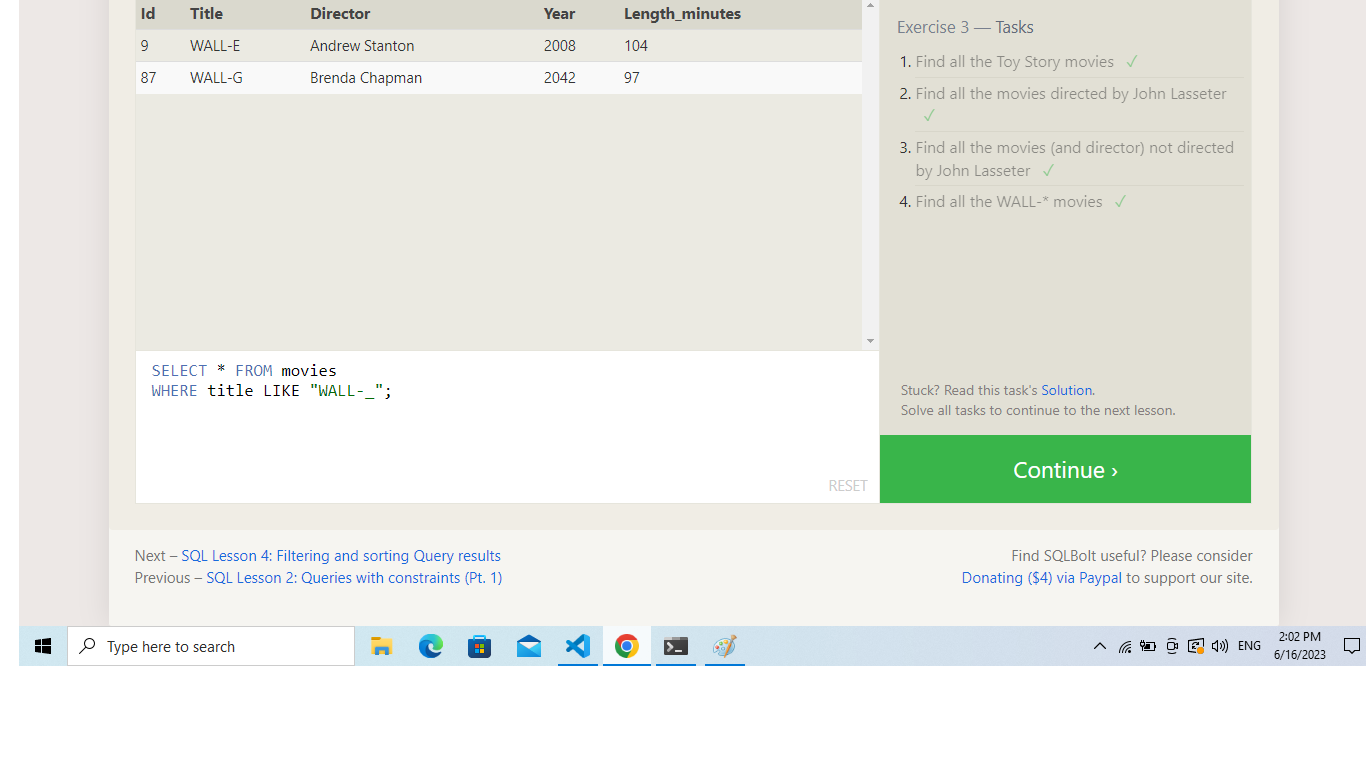 Id Title Director Year Length_minutes
9 WALL-E Andrew Stanton 2008 104
87 WALL-G Brenda Chapman 2042 97
SELECT * FROM movies
WHERE title LIKE "WALL-_";
RESET
Exercise 3 — Tasks
1. Find all the Toy Story movies ✓
2. Find all the movies directed by John Lasseter
✓
3. Find all the movies (and director) not directed
by John Lasseter ✓
4. Find all the WALL-* movies ✓
Stuck? Read this task's Solution.
Solve all tasks to continue to the next lesson.
Continue ›
Next – SQL Lesson 4: Filtering and sorting Query results
Previous – SQL Lesson 2: Queries with constraints (Pt. 1)
Find SQLBolt useful? Please consider
Donating ($4) via Paypal to support our site.
Type here to search
ENG
2:02 PM
6/16/2023